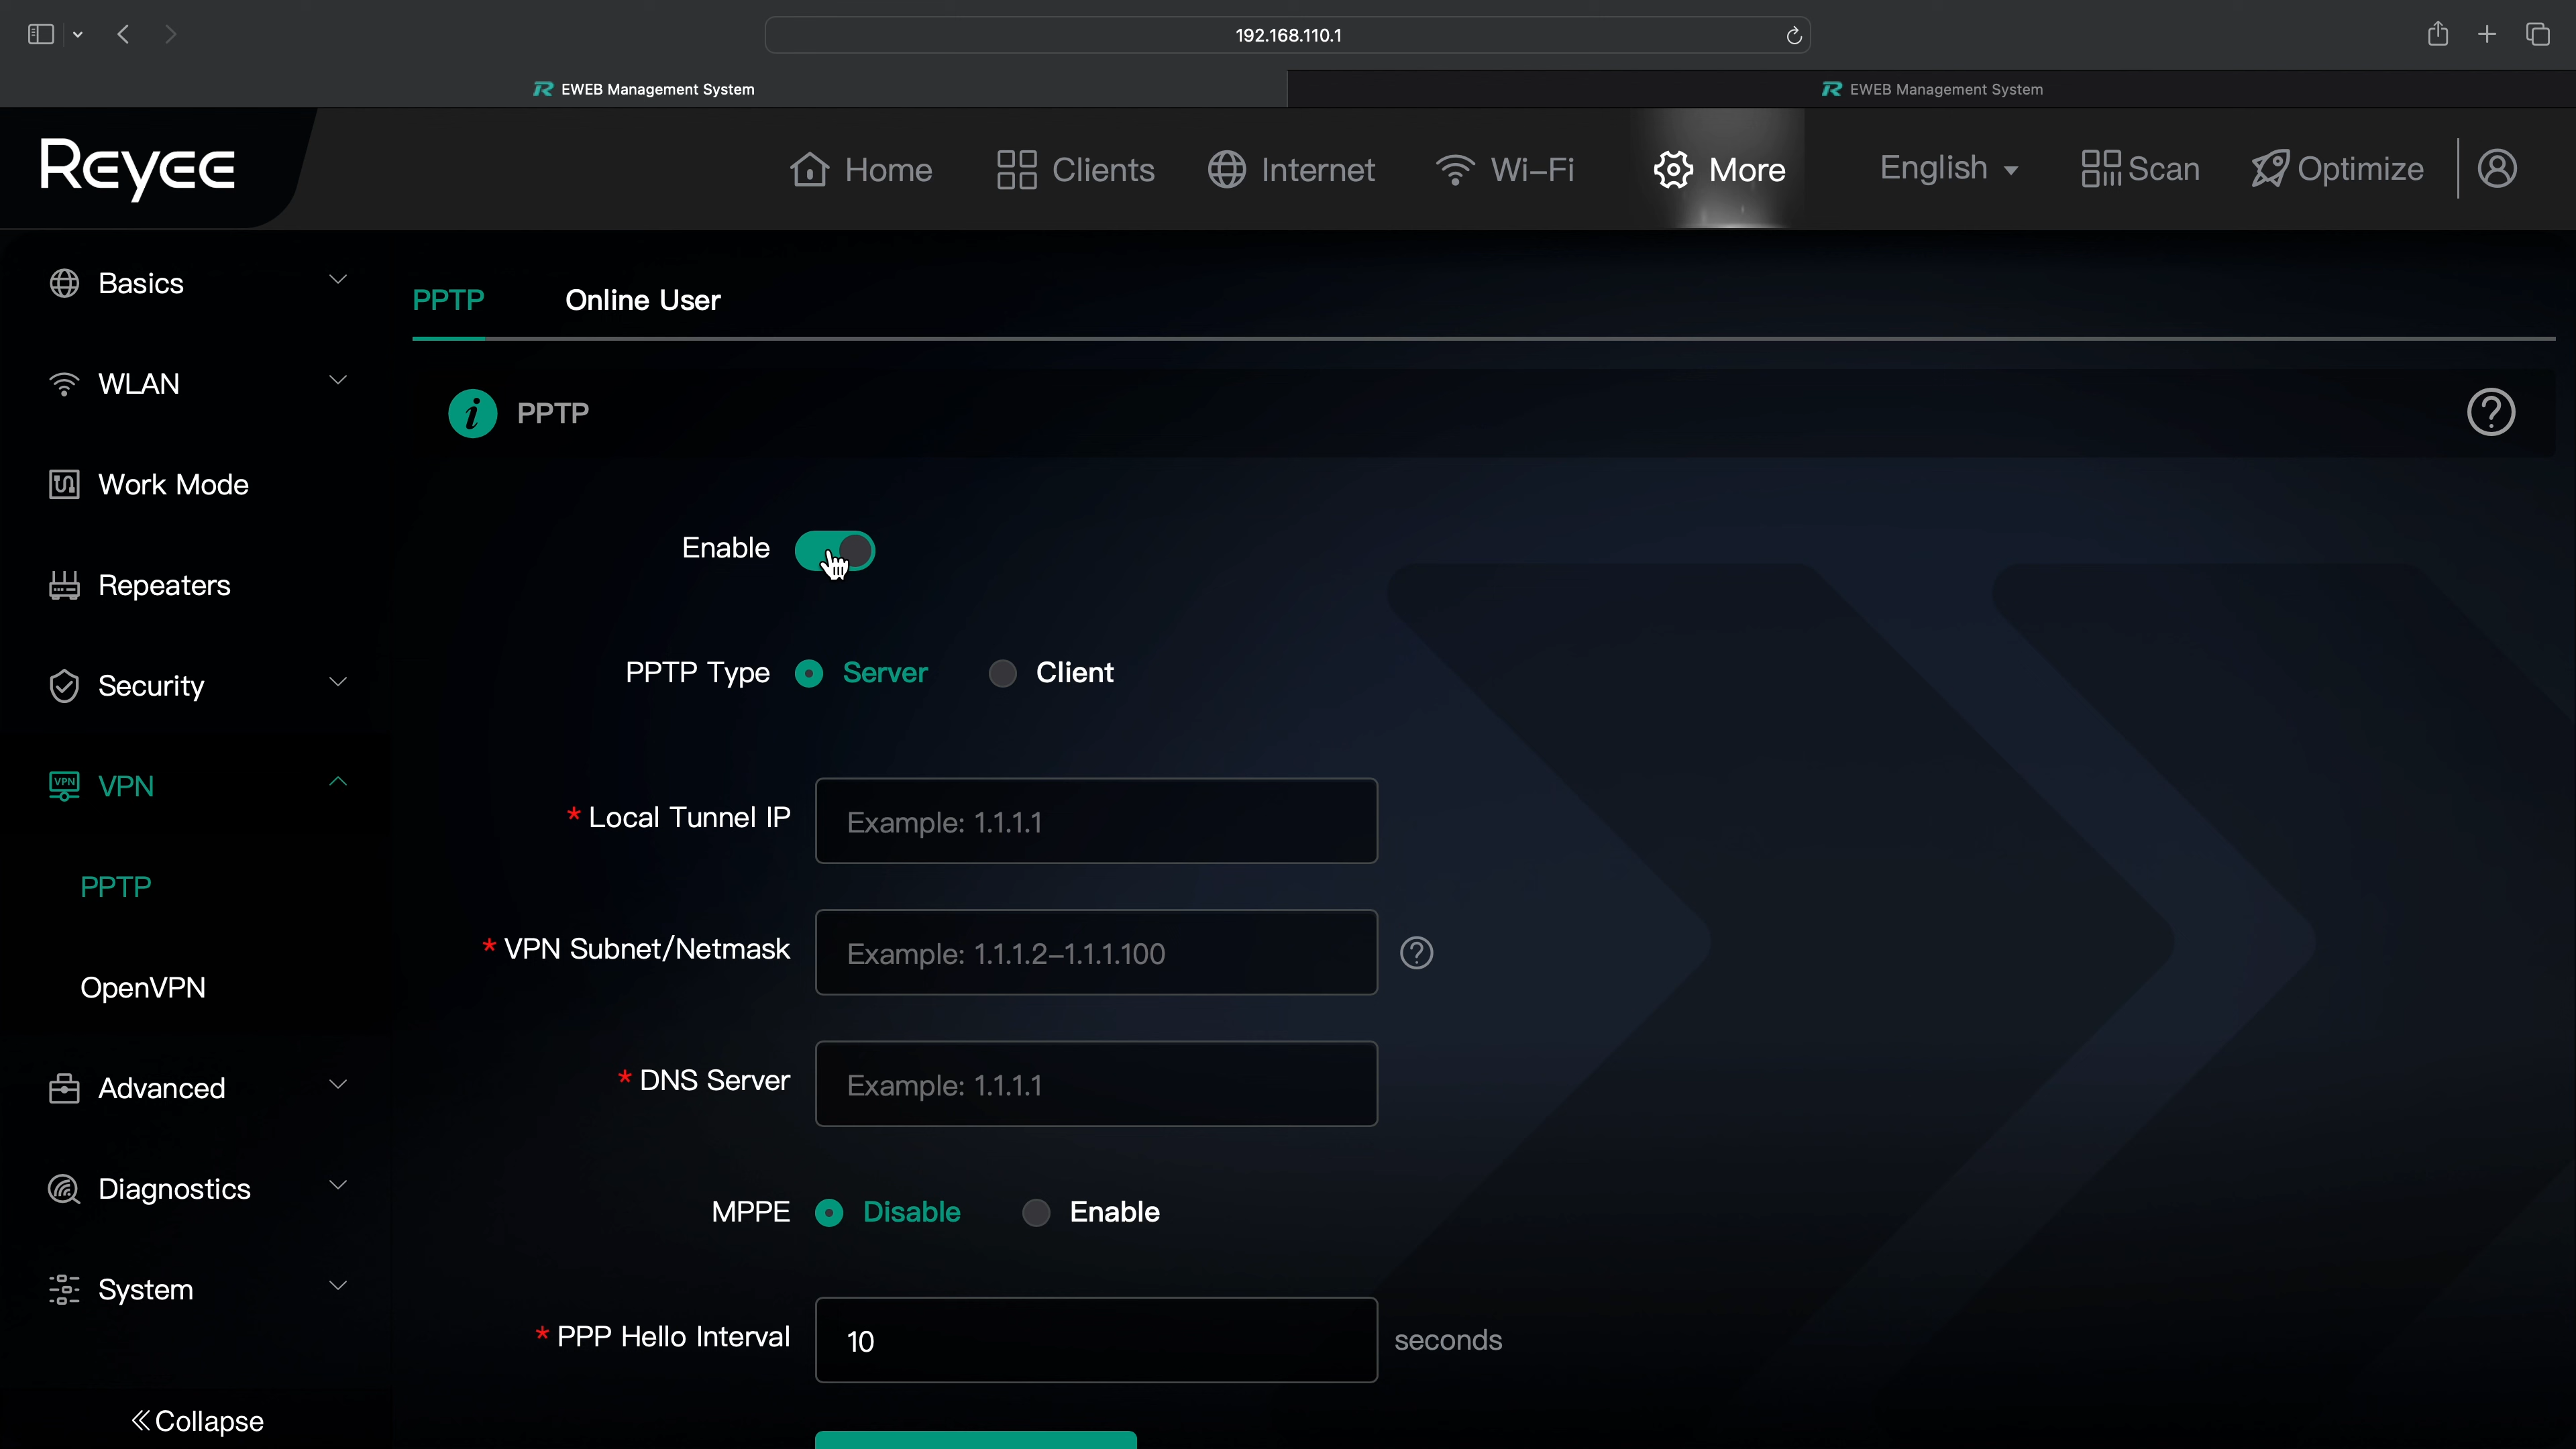 192.168.110.1
EWEB Management System
EWEB Management System
Reyee
Home
Clients
Internet
Wi-Fi
More
English
Scan
Optimize
Basics
WLAN
Work Mode
Repeaters
Security
VPN
VPN
PPTP
OpenVPN
Advanced
Diagnostics
System
Collapse
PPTP
Online User
i PPTP
?
Enable
PPTP Type Server Client
* Local Tunnel IP Example: 1.1.1.1
* VPN Subnet/Netmask Example: 1.1.1.2-1.1.1.100 ?
* DNS Server Example: 1.1.1.1
MPPE Disable Enable
* PPP Hello Interval 10 seconds